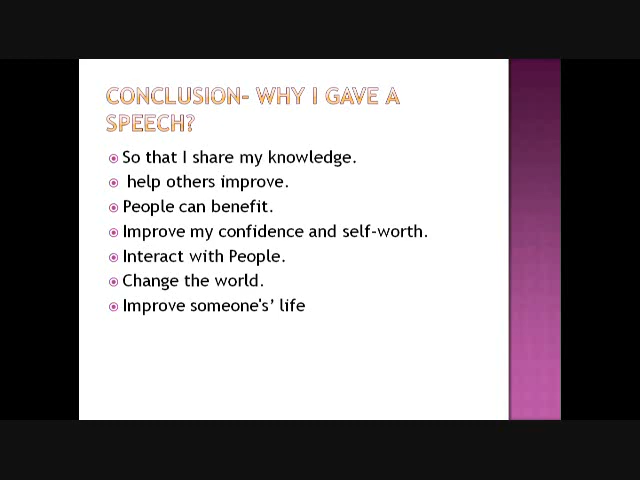 CONCLUSION- WHY I GAVE A
SPEECH?
So that I share my knowledge.
help others improve.
People can benefit.
Improve my confidence and self-worth.
Interact with People.
Change the world.
Improve someone's’ life